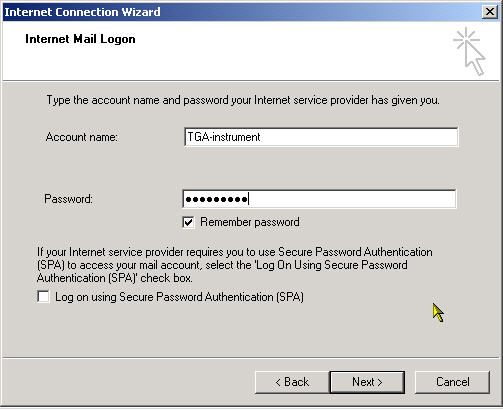 Internet Connection Wizard
Internet Mail Logon
Type the account name and password your Internet service provider has given you.
Account name:
TGA-instrument
Password:
●●●●●●●●●
Remember password
If your Internet service provider requires you to use Secure Password Authentication
(SPA) to access your mail account, select the 'Log On Using Secure Password
Authentication (SPA)' check box.
Log on using Secure Password Authentication (SPA)
< Back
Next >
Cancel